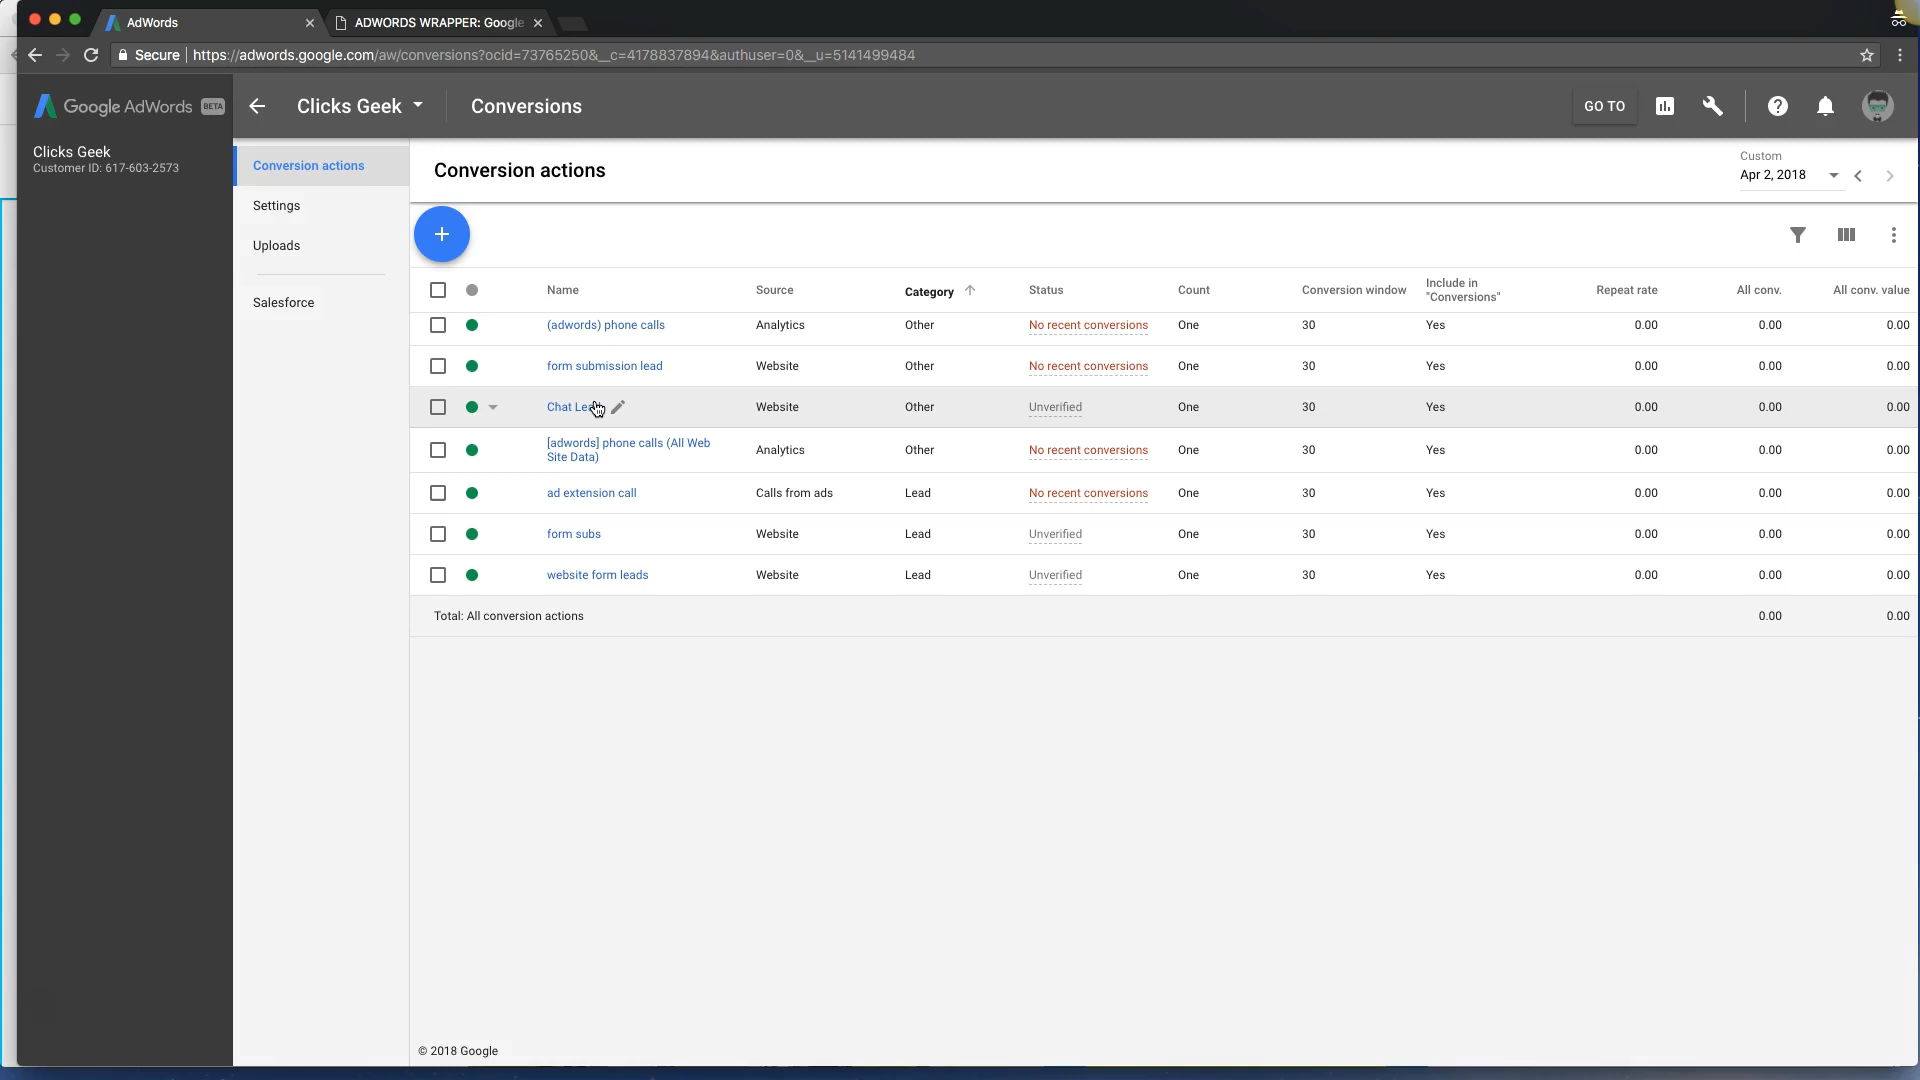 AdWords
ADWORDS WRAPPER: Google
Secure
https://adwords.google.com/aw/conversions?ocid=73765250&__c=4178837894&authuser=0&__u=5141499484
Google AdWords BETA
Clicks Geek
Conversions
GO TO
Clicks Geek
Customer ID: 617-603-2573
Conversion actions
Settings
Uploads
Salesforce
Conversion actions
Custom
Apr 2, 2018
Name Source Category Status Count Conversion window Include in "Conversions" Repeat rate All conv. All conv. value
(adwords) phone calls Analytics Other No recent conversions One 30 Yes 0.00 0.00 0.00
form submission lead Website Other No recent conversions One 30 Yes 0.00 0.00 0.00
Chat Website Other Unverified One 30 Yes 0.00 0.00 0.00
[adwords] phone calls (All Web
Site Data) Analytics Other No recent conversions One 30 Yes 0.00 0.00 0.00
ad extension call Calls from ads Lead No recent conversions One 30 Yes 0.00 0.00 0.00
form subs Website Lead Unverified One 30 Yes 0.00 0.00 0.00
website form leads Website Lead Unverified One 30 Yes 0.00 0.00 0.00
Total: All conversion actions 0.00 0.00
© 2018 Google